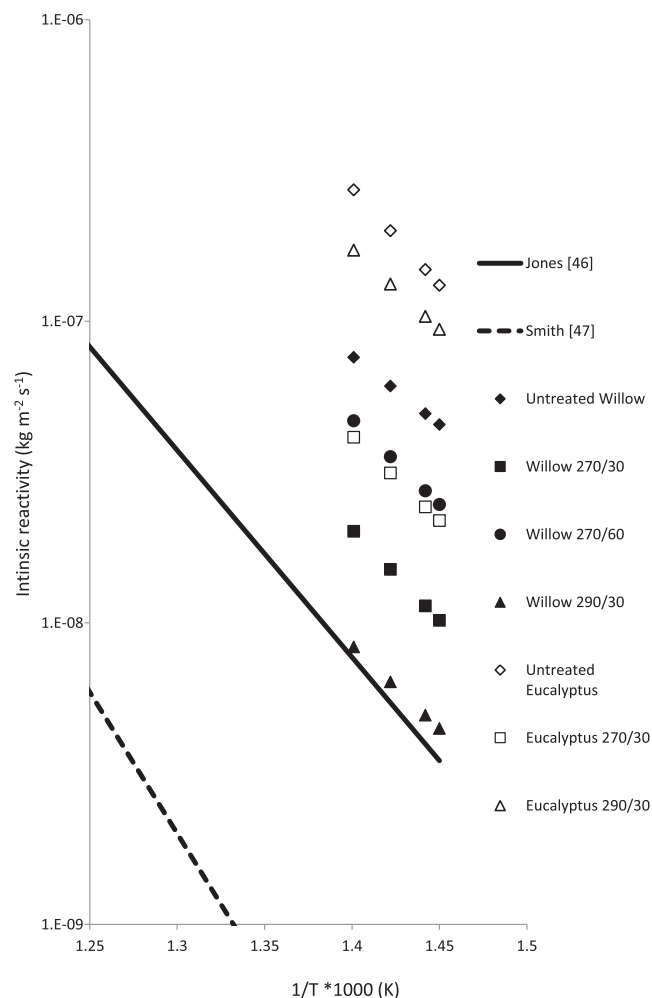 1.E-06
1.E-07
1.E-08
1.E-09
Intrinsic reactivity (kg m⁻² s⁻¹)
1.25 1.3 1.35 1.4 1.45 1.5
1/T *1000 (K)
Jones [46]
Smith [47]
Untreated Willow
Willow 270/30
Willow 270/60
Willow 290/30
Untreated
Eucalyptus
Eucalyptus 270/30
Eucalyptus 290/30